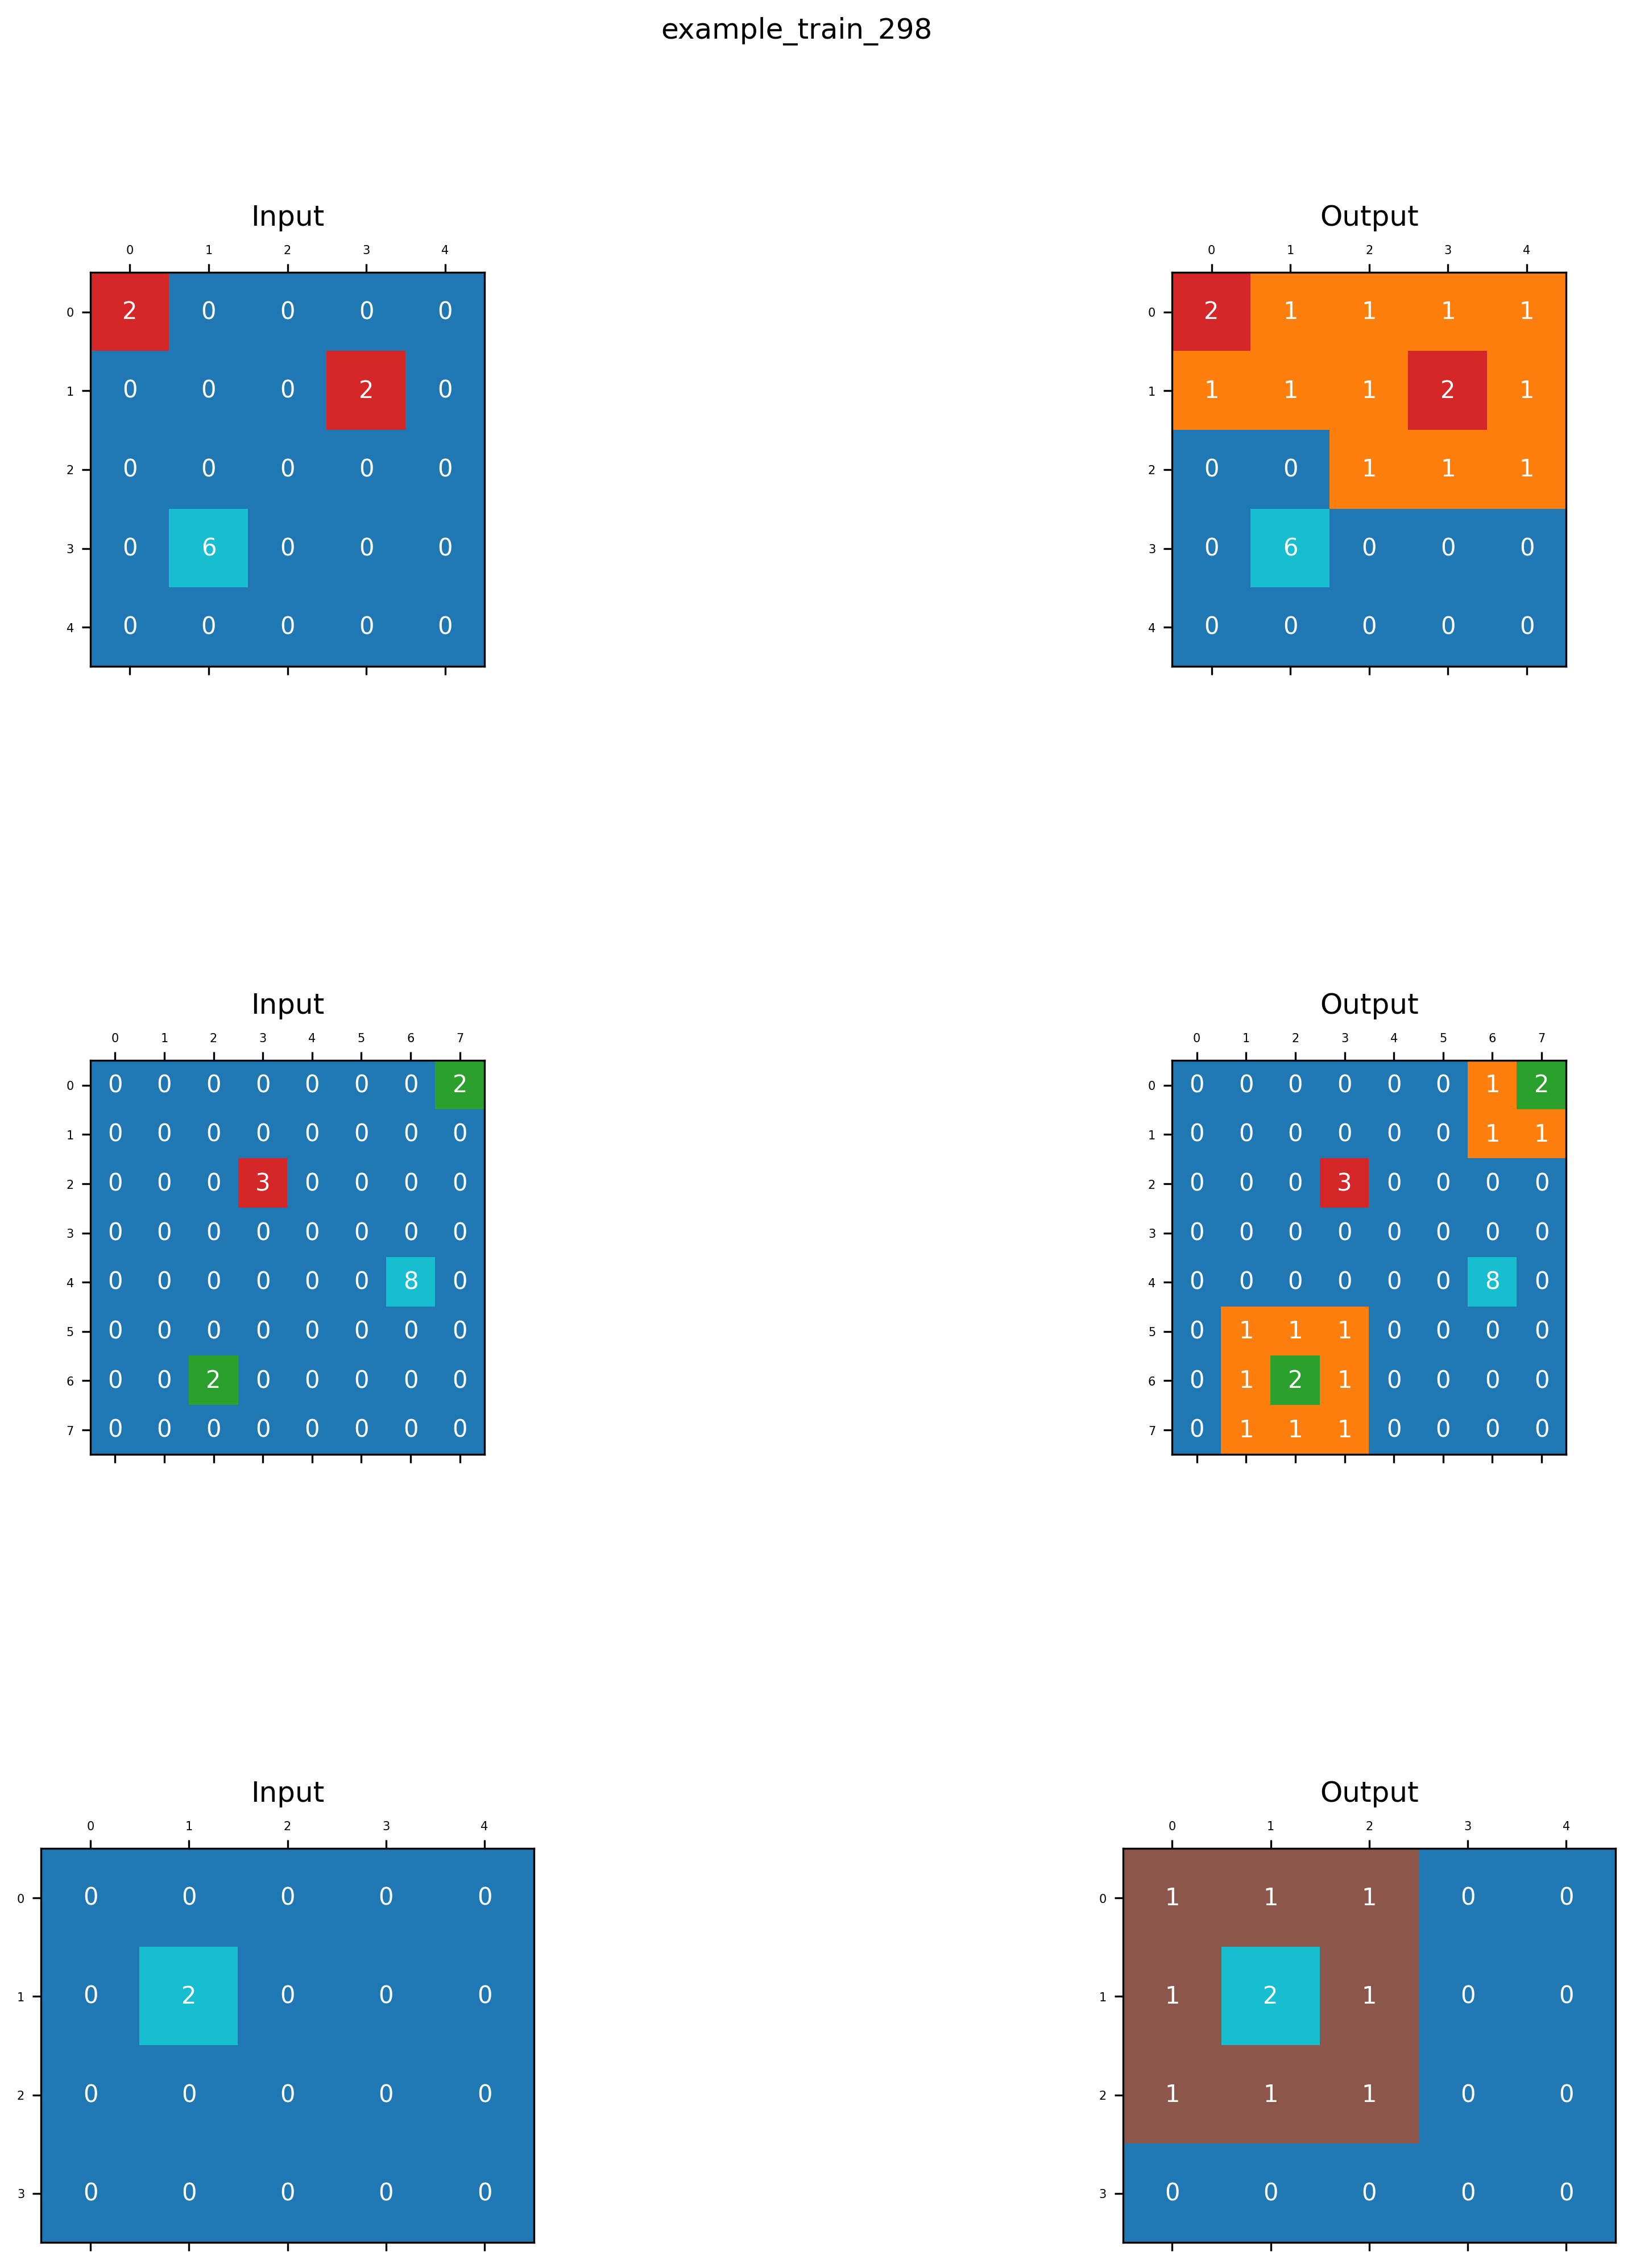 example_train_298
Input Output
0 1 2 3 4 0 1 2 3 4
0 2 0 0 0 0 0 2 1 1 1 1
1 0 0 0 2 0 1 1 1 1 2 1
2 0 0 0 0 0 2 0 0 1 1 1
3 0 6 0 0 0 3 0 6 0 0 0
4 0 0 0 0 0 4 0 0 0 0 0
Input Output
0 1 2 3 4 5 6 7 0 1 2 3 4 5 6 7
0 0 0 0 0 0 0 0 2 0 0 0 0 0 0 0 1 2
1 0 0 0 0 0 0 0 0 1 0 0 0 0 0 0 1 1
2 0 0 0 3 0 0 0 0 2 0 0 0 3 0 0 0 0
3 0 0 0 0 0 0 0 0 3 0 0 0 0 0 0 0 0
4 0 0 0 0 0 0 8 0 4 0 0 0 0 0 0 8 0
5 0 0 0 0 0 0 0 0 5 0 1 1 1 0 0 0 0
6 0 0 2 0 0 0 0 0 6 0 1 2 1 0 0 0 0
7 0 0 0 0 0 0 0 0 7 0 1 1 1 0 0 0 0
Input Output
0 1 2 3 4 0 1 2 3 4
0 0 0 0 0 0 0 1 1 1 0 0
1 0 2 0 0 0 1 1 2 1 0 0
2 0 0 0 0 0 2 1 1 1 0 0
3 0 0 0 0 0 3 0 0 0 0 0